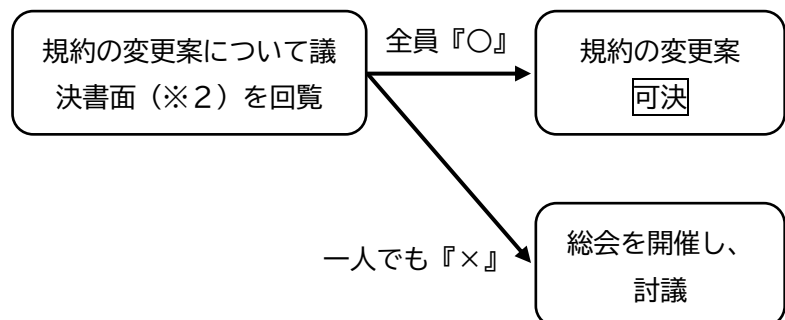 規約の変更案について議
決書面（※２）を回覧
全員『○』
規約の変更案
可決
一人でも『×』
総会を開催し、
討議